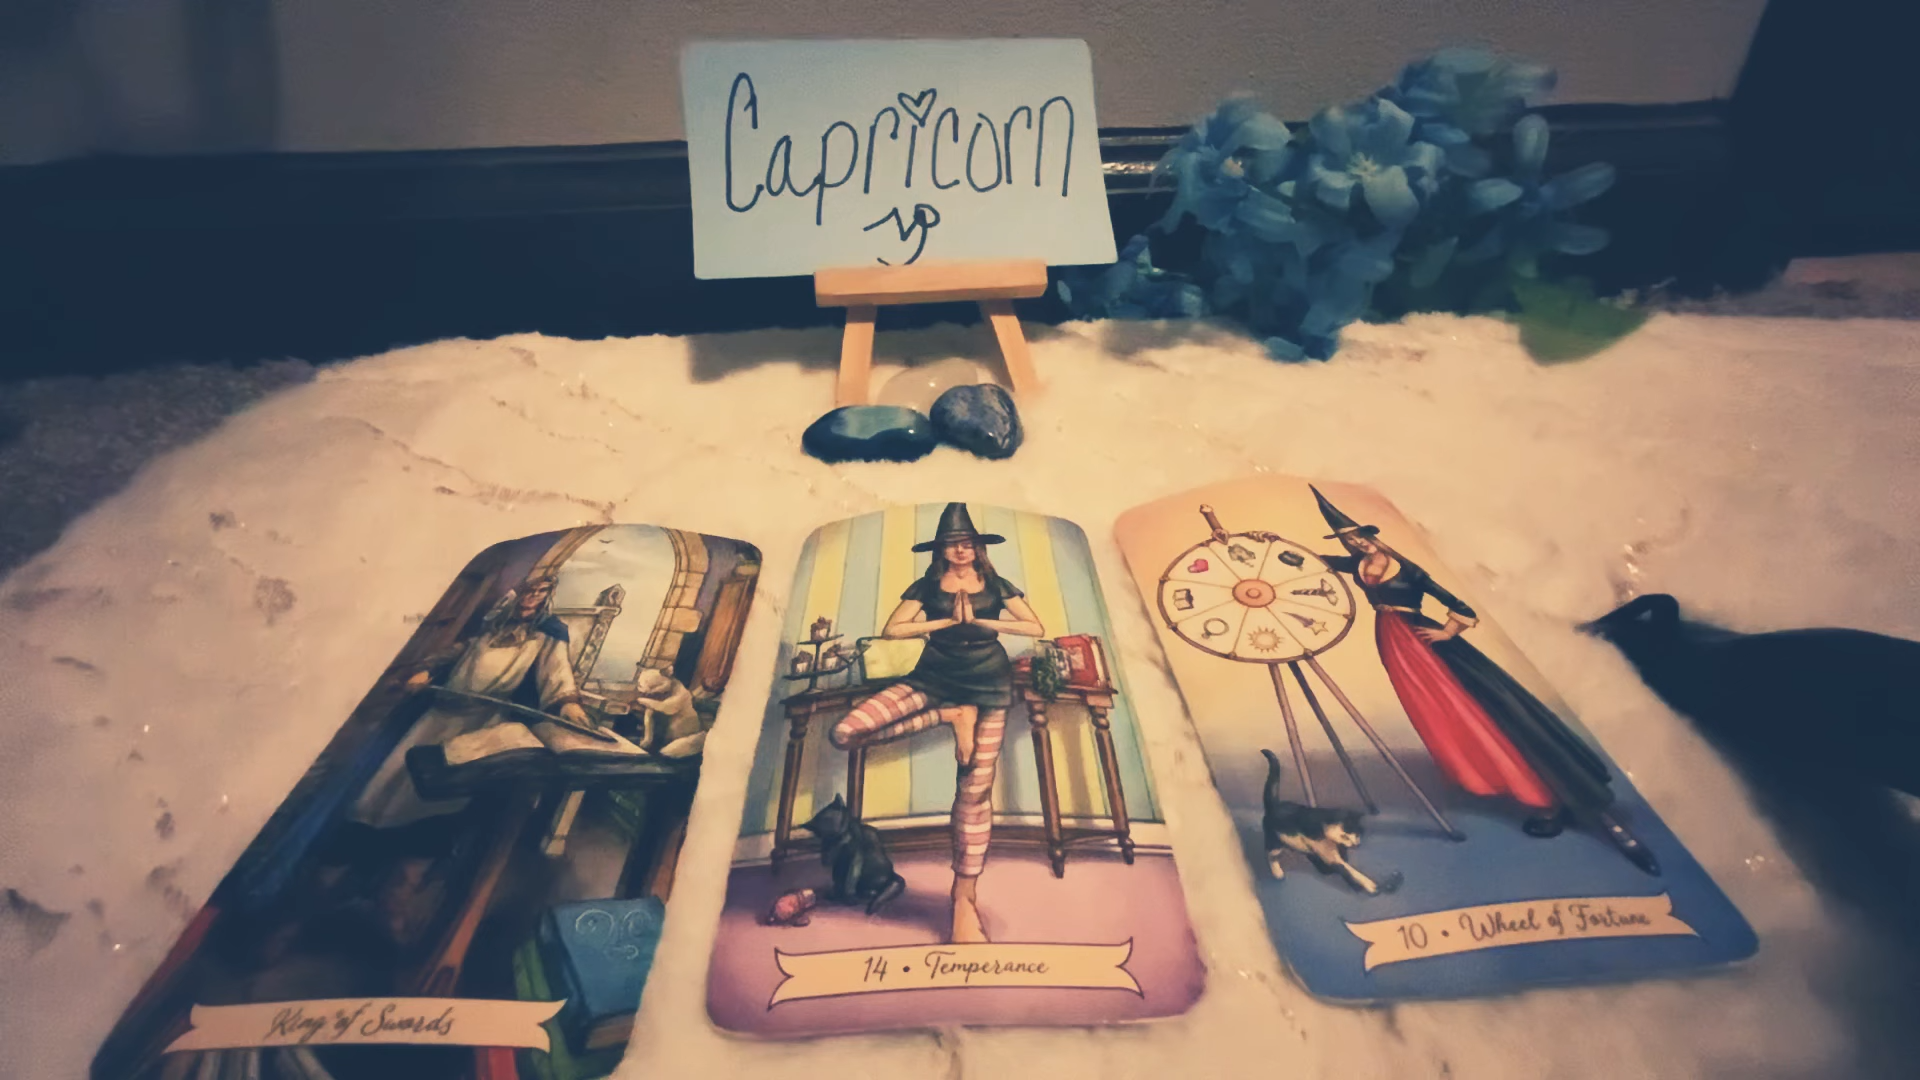 Capricorn
♑
King of Swords
14 • Temperance
10 • Wheel of Fortune